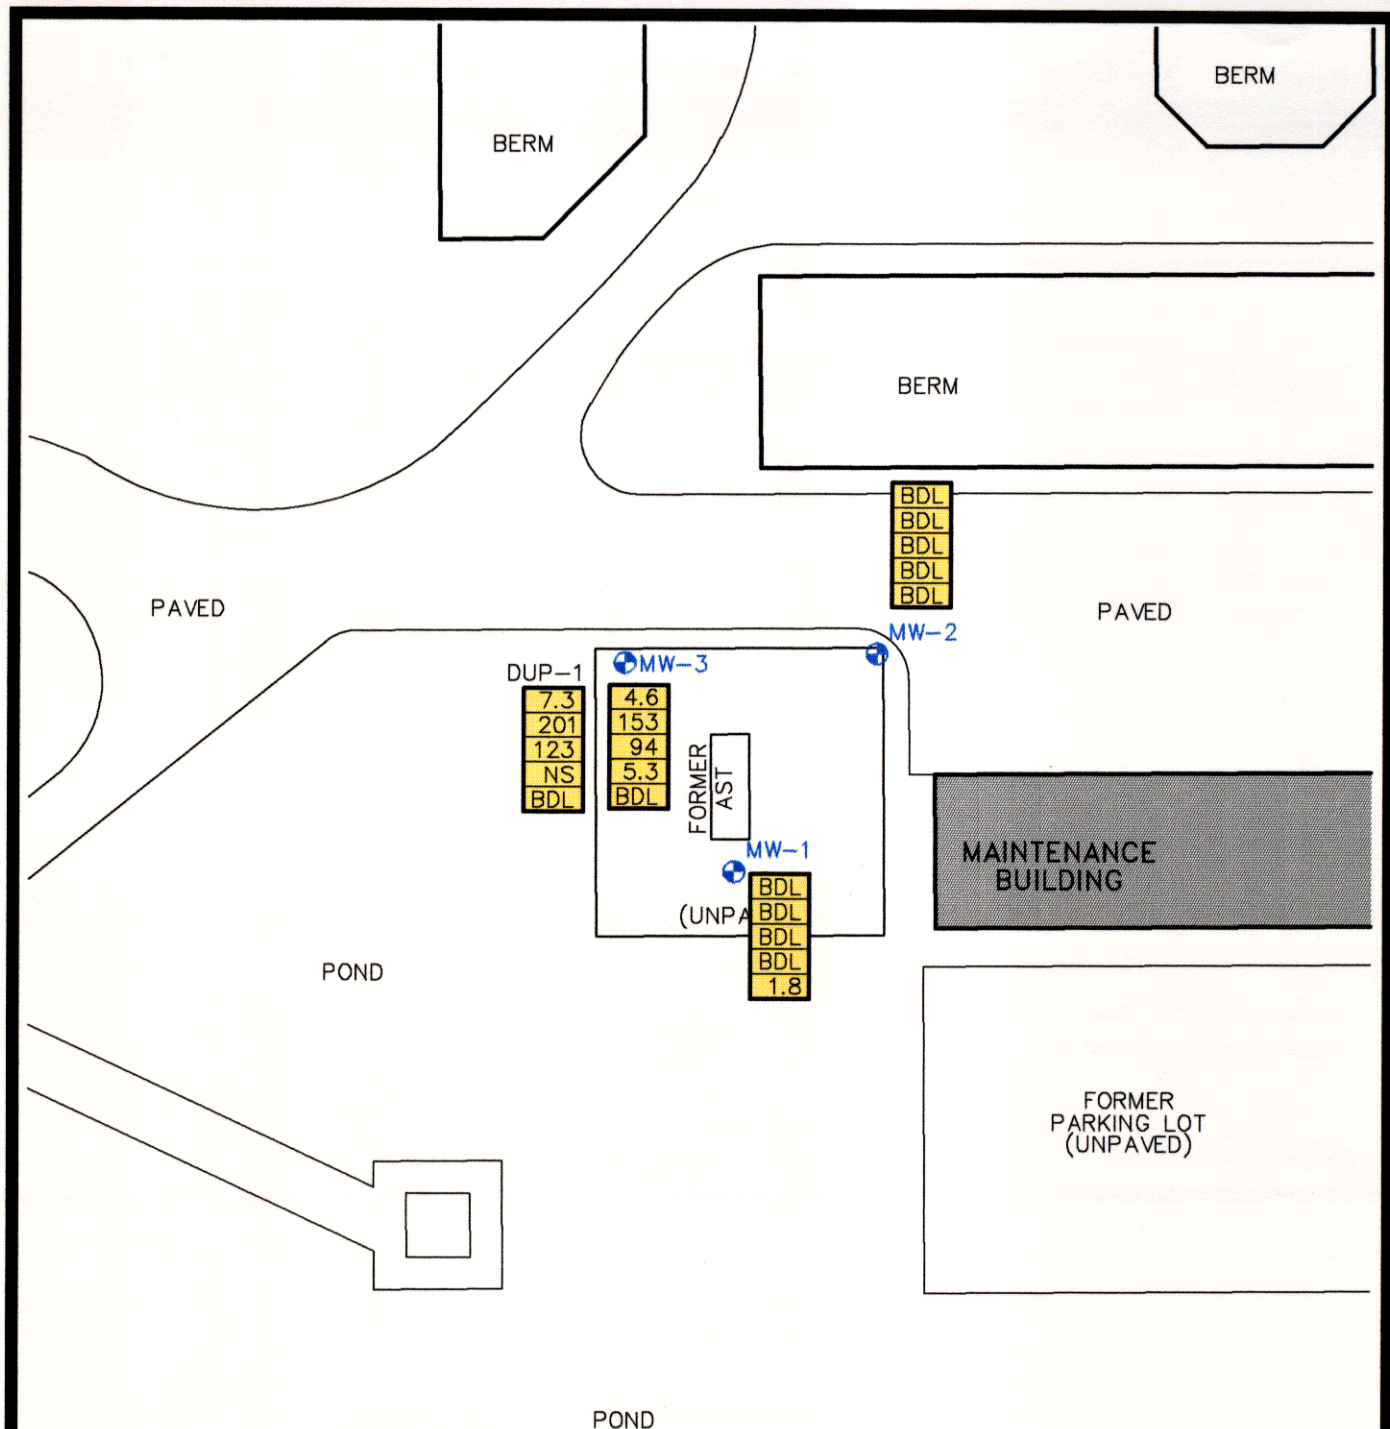 BERM
BERM
BERM
BDL
BDL
BDL
BDL
BDL
PAVED
PAVED
MW-2
MW-3
DUP-1
7.3
201
123
NS
BDL
4.6
153
94
5.3
BDL
FORMER
AST
MW-1
(UNPA
BDL
BDL
BDL
BDL
1.8
MAINTENANCE
BUILDING
POND
FORMER
PARKING LOT
(UNPAVED)
POND